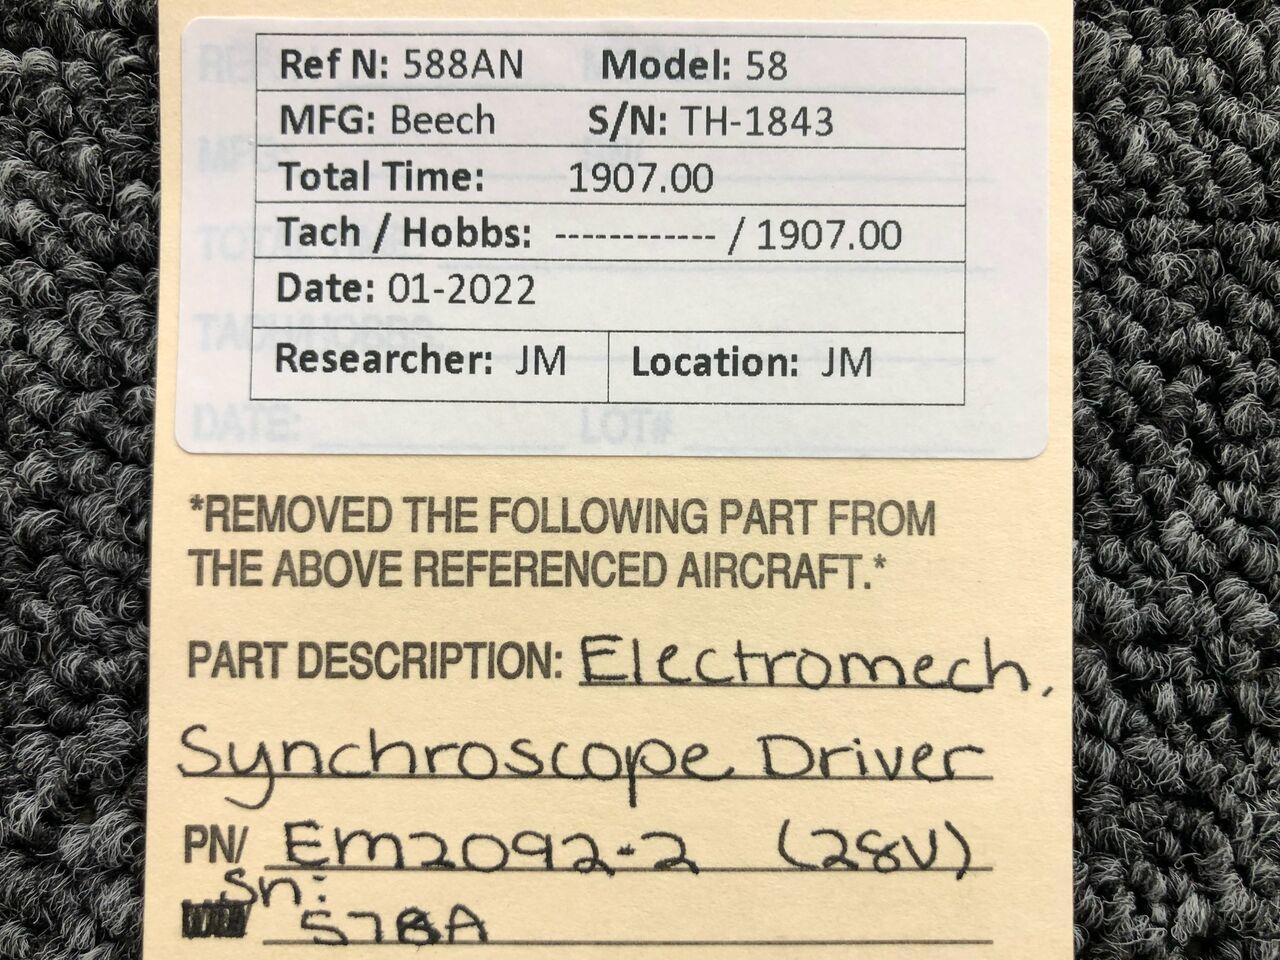 Ref N: 588AN Model: 58
MFG: Beech S/N: TH-1843
Total Time: 1907.00
Tach / Hobbs: ------------ / 1907.00
Date: 01-2022
Researcher: JM Location: JM
DATE: LOT#
*REMOVED THE FOLLOWING PART FROM
THE ABOVE REFERENCED AIRCRAFT.*
PART DESCRIPTION: Electromech,
Synchroscope Driver
PN/ Em2092-2 (28V)
Sn:
578A